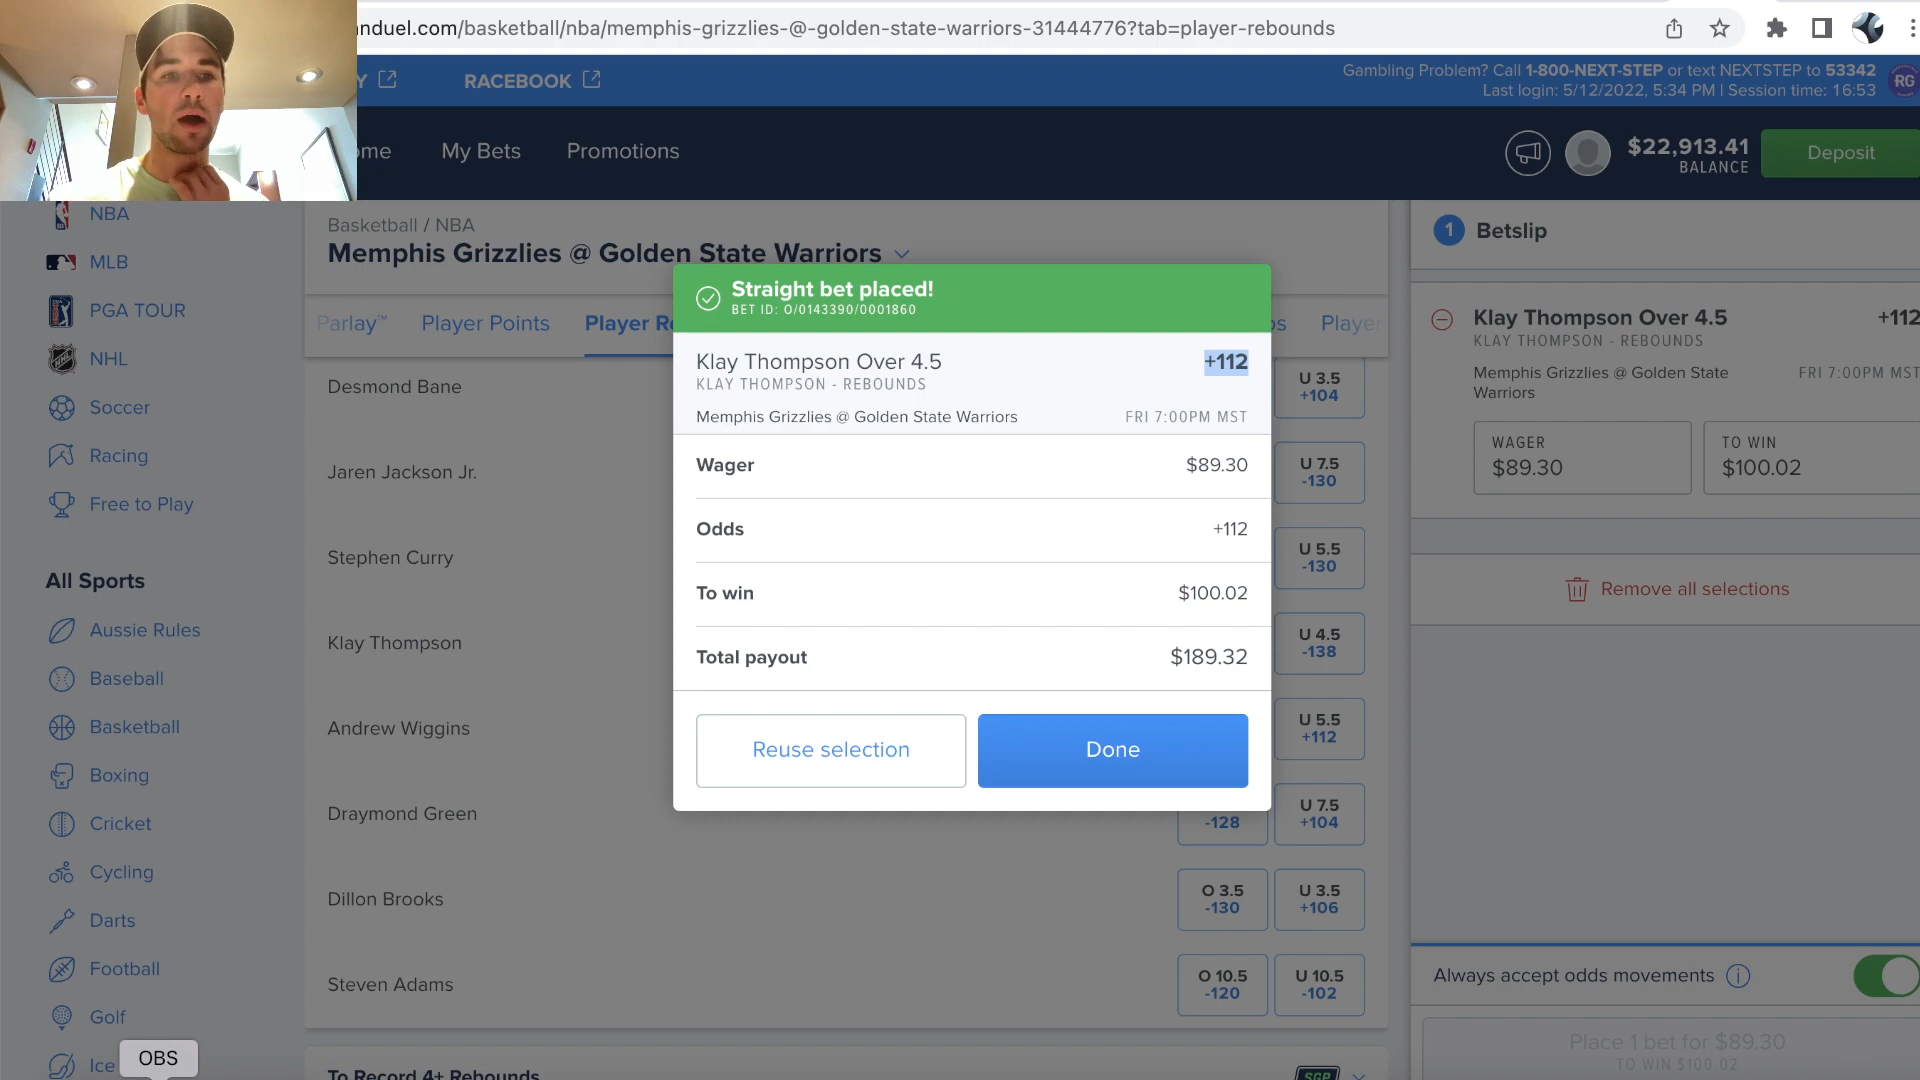 nduel.com/basketball/nba/memphis-grizzlies-@-golden-state-warriors-31444776?tab=player-rebounds
Y
RACEBOOK
Gambling Problem? Call 1-800-NEXT-STEP or text NEXTSTEP to 53342
Last login: 5/12/2022, 5:34 PM | Session time: 16:53
RG
ome
My Bets
Promotions
$22,913.41
BALANCE
Deposit
NBA
MLB
PGA TOUR
NHL
Soccer
Racing
Free to Play
All Sports
Aussie Rules
Baseball
Basketball
Boxing
Cricket
Cycling
Darts
Football
Golf
Ice
OBS
Basketball / NBA
Memphis Grizzlies @ Golden State Warriors
Parlay™
Player Points
Player R
s
Player
Desmond Bane
U 3.5
+104
Jaren Jackson Jr.
U 7.5
-130
Stephen Curry
U 5.5
-130
Klay Thompson
U 4.5
-138
Andrew Wiggins
U 5.5
+112
Draymond Green
-128
U 7.5
+104
Dillon Brooks
O 3.5
-130
U 3.5
+106
Steven Adams
O 10.5
-120
U 10.5
-102
To Record 4+ Rebounds
SGP
Straight bet placed!
BET ID: O/0143390/0001860
Klay Thompson Over 4.5
+112
KLAY THOMPSON - REBOUNDS
Memphis Grizzlies @ Golden State Warriors
FRI 7:00PM MST
Wager
$89.30
Odds
+112
To win
$100.02
Total payout
$189.32
Reuse selection
Done
1
Betslip
Klay Thompson Over 4.5
+112
KLAY THOMPSON - REBOUNDS
Memphis Grizzlies @ Golden State
Warriors
FRI 7:00PM MST
WAGER
$89.30
TO WIN
$100.02
Remove all selections
Always accept odds movements
Place 1 bet for $89.30
TO WIN $100.02